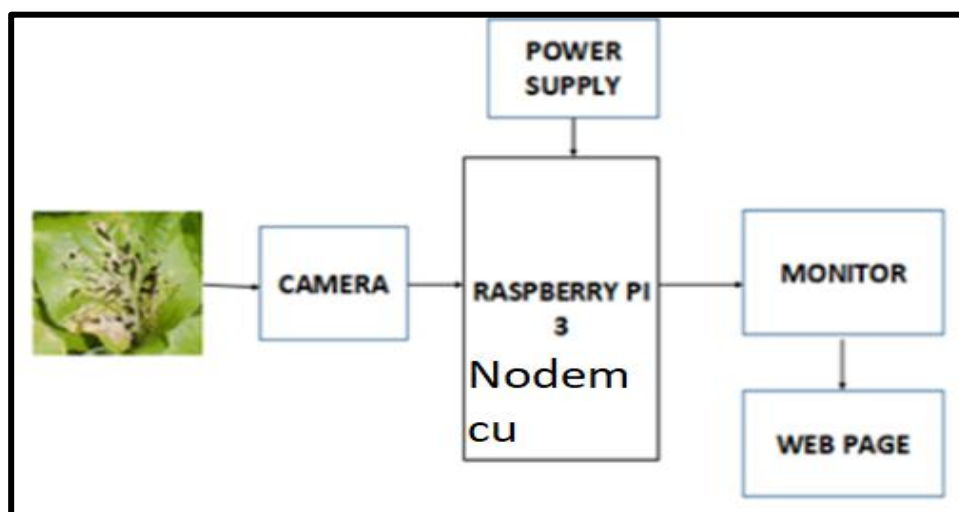 POWER
SUPPLY
CAMERA
RASPBERRY PI
3
Nodem
cu
MONITOR
WEB PAGE